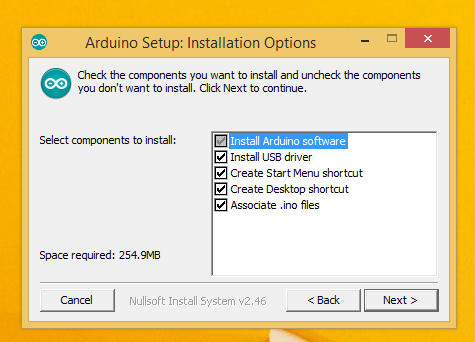 Arduino Setup: Installation Options
Check the components you want to install and uncheck the components
you don't want to install. Click Next to continue.
Select components to install:
Install Arduino software
Install USB driver
Create Start Menu shortcut
Create Desktop shortcut
Associate .ino files
Space required: 254.9MB
Cancel
Nullsoft Install System v2.46
< Back
Next >